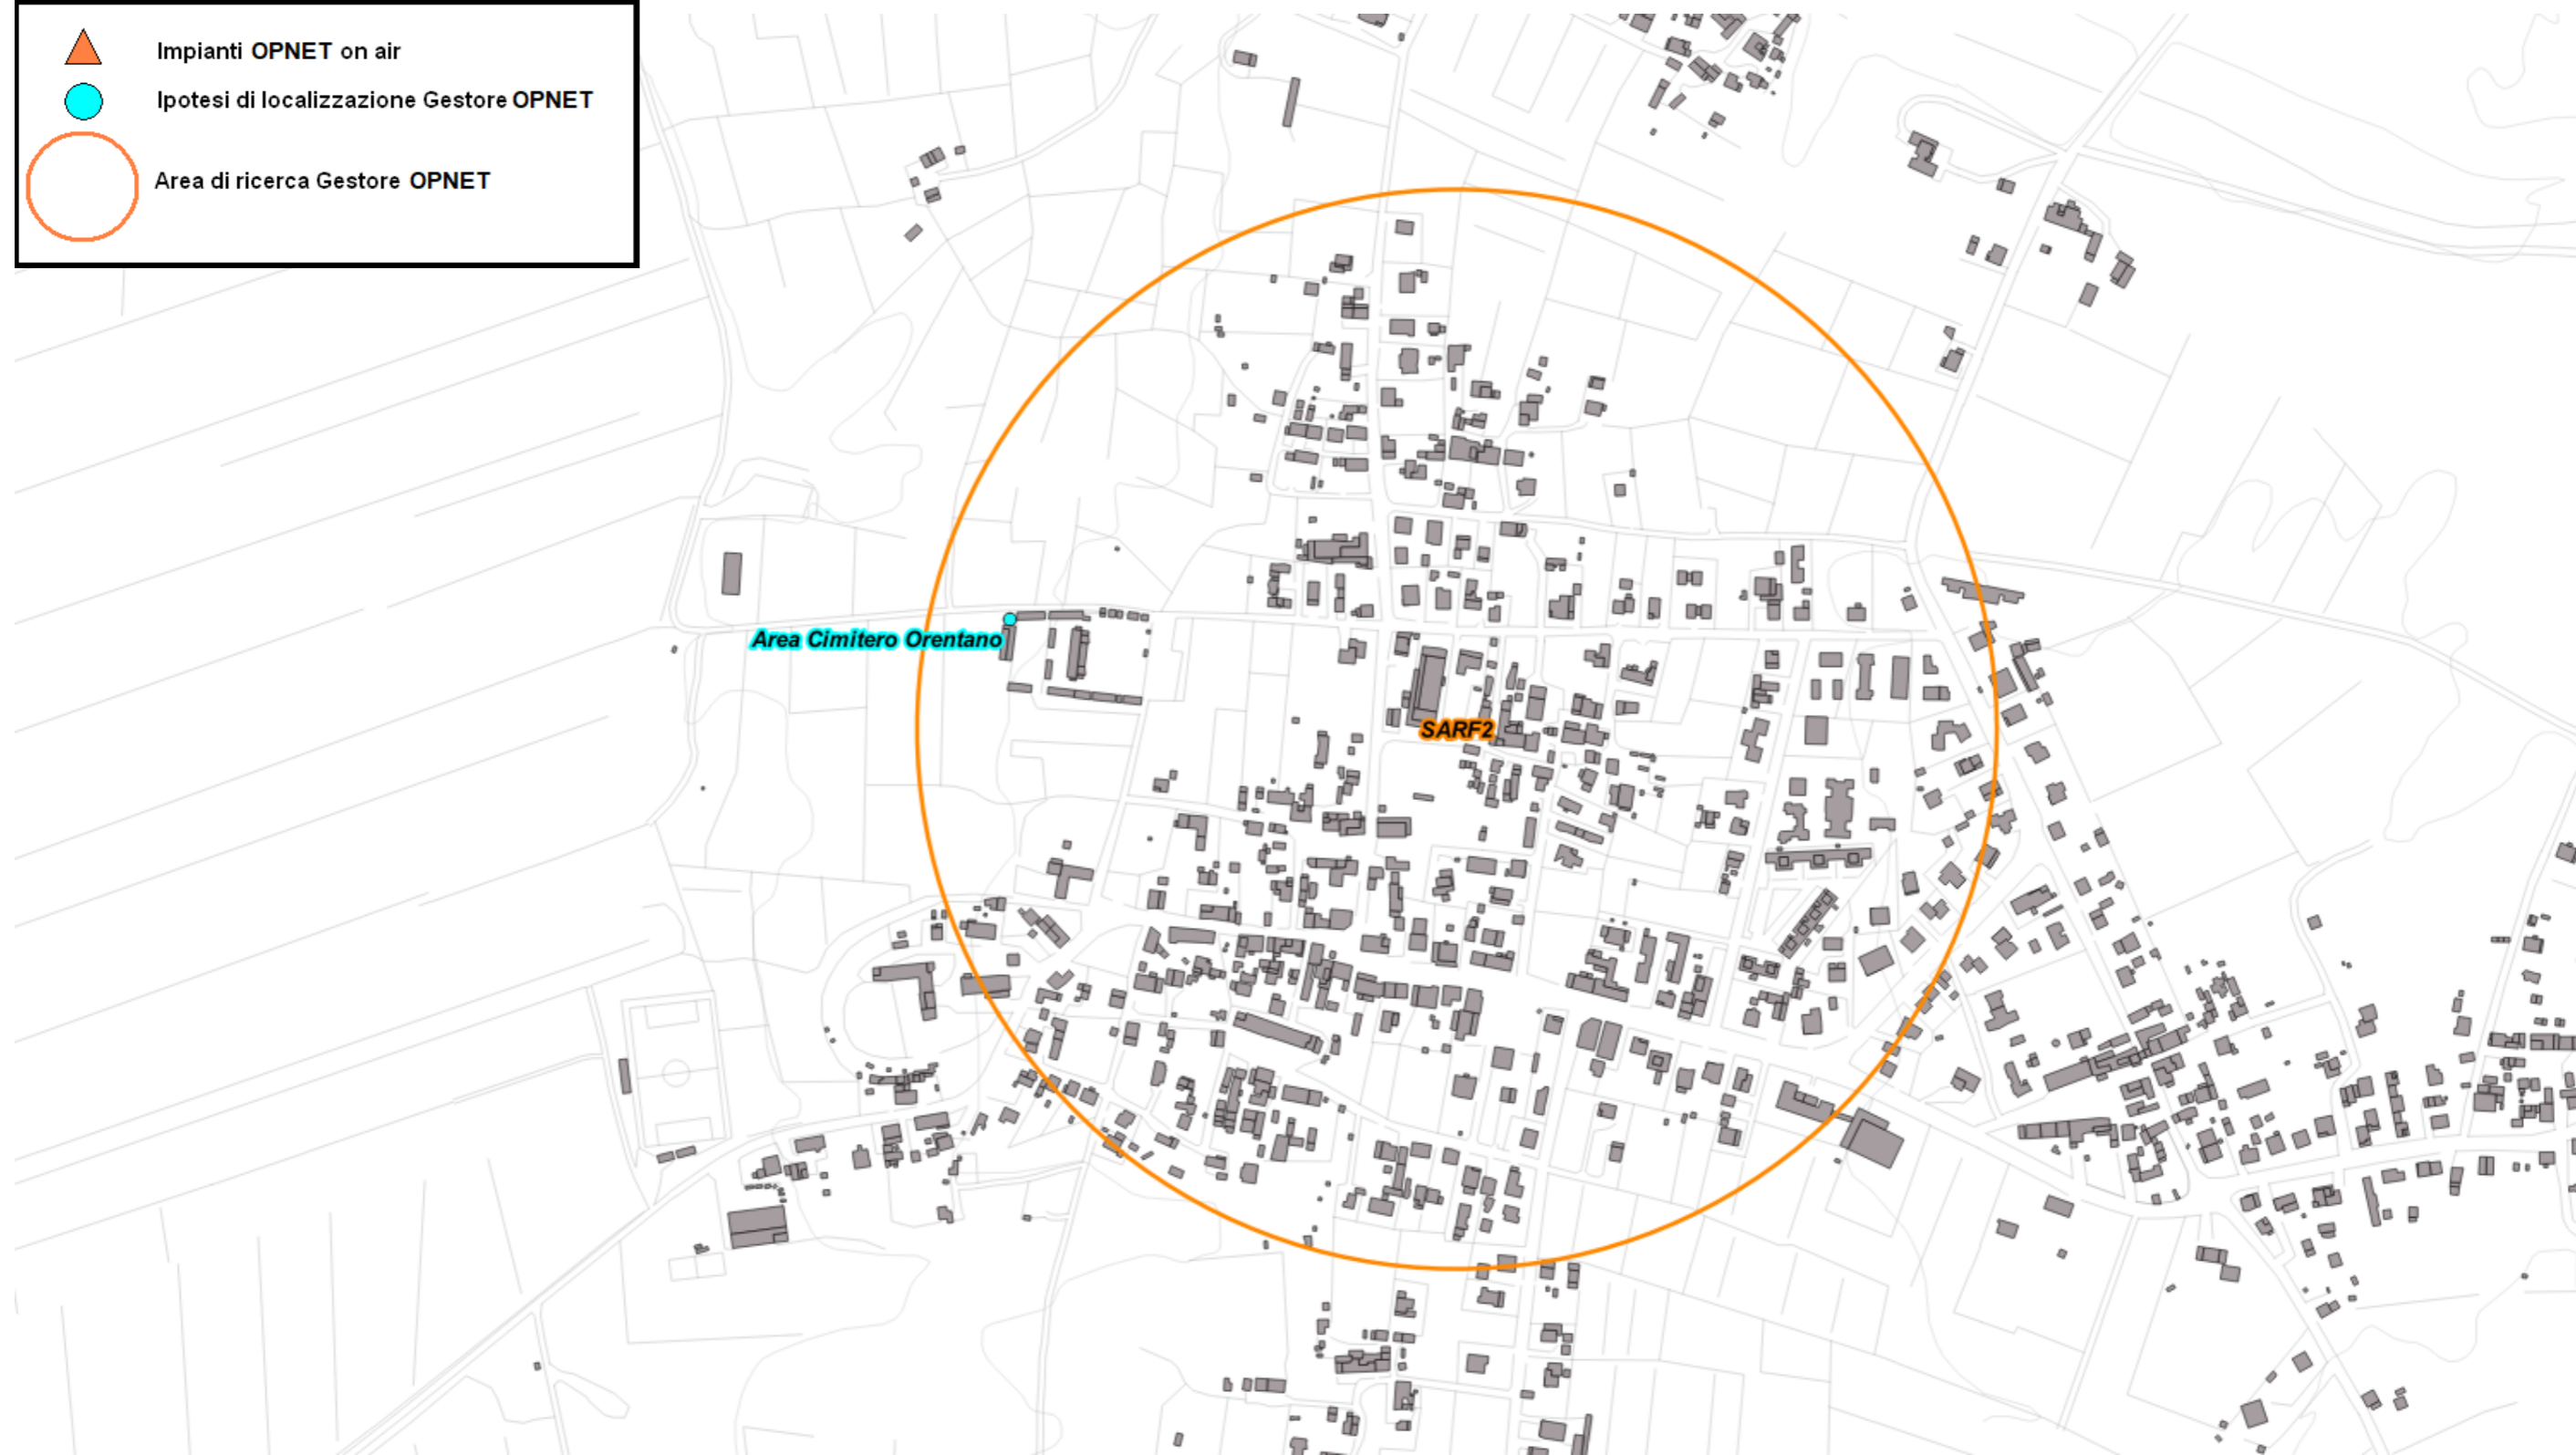 Impianti OPNET on air
Ipotesi di localizzazione Gestore OPNET
Area di ricerca Gestore OPNET
Area Cimitero Orentano
SARF2